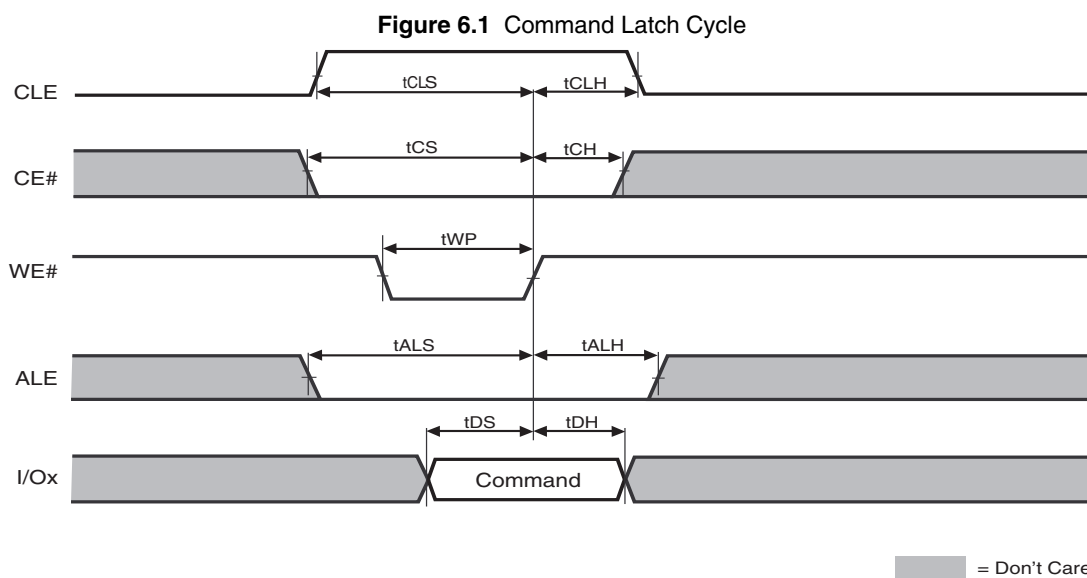 Figure 6.1 Command Latch Cycle
CLE
tCLS
tCLH
CE#
tCS
tCH
WE#
tWP
ALE
tALS
tALH
I/Ox
tDS
tDH
Command
= Don't Care